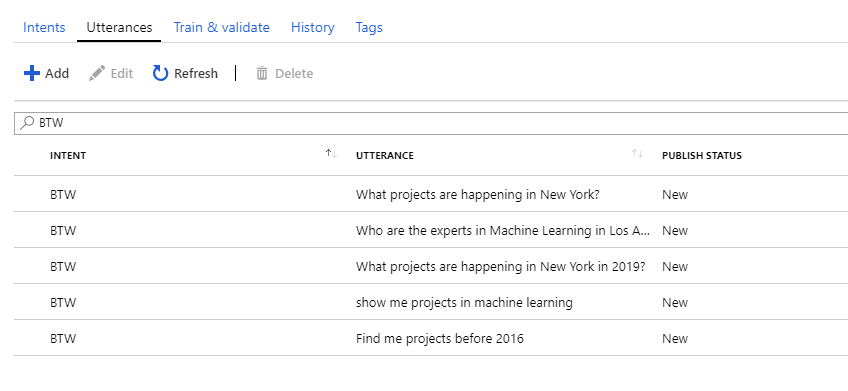 Intents Utterances Train & validate History Tags
Add Edit Refresh Delete
BTW
INTENT UTTERANCE PUBLISH STATUS
BTW What projects are happening in New York? New
BTW Who are the experts in Machine Learning in Los A... New
BTW What projects are happening in New York in 2019? New
BTW show me projects in machine learning New
BTW Find me projects before 2016 New